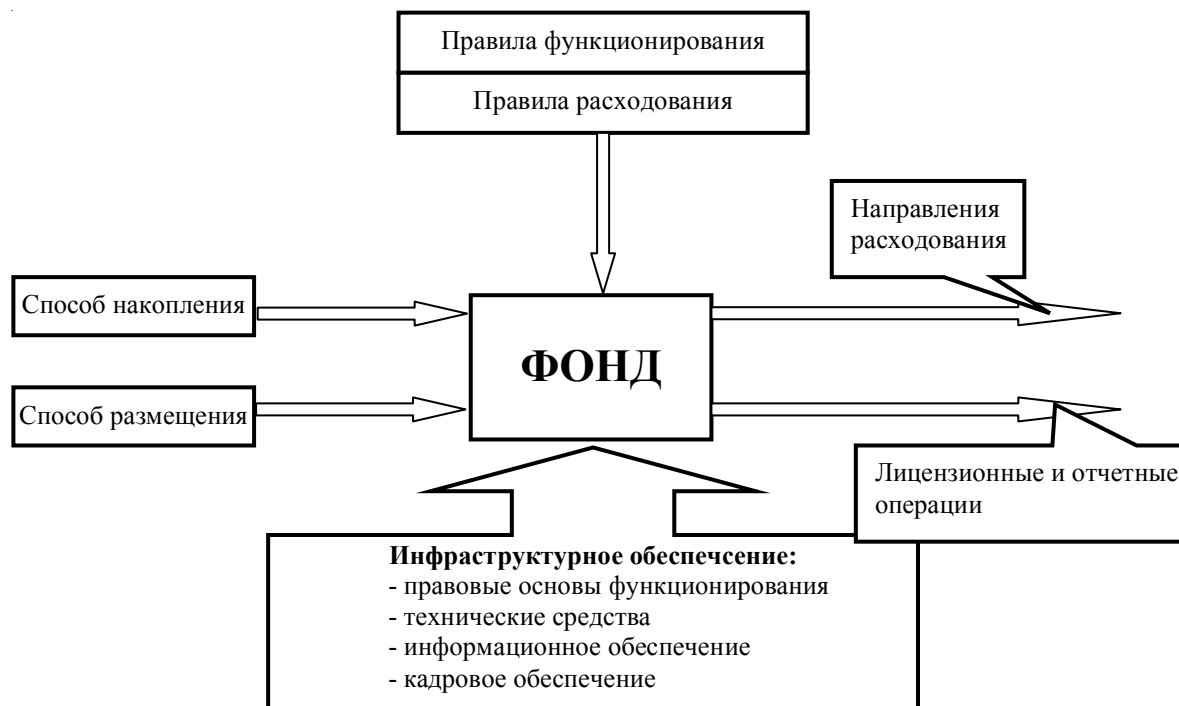 Правила функционирования
Правила расходования
Направления
расходования
Способ накопления
ФОНД
Способ размещения
Лицензионные и отчетные
операции
Инфраструктурное обеспечсение:
- правовые основы функционирования
- технические средства
- информационное обеспечение
- кадровое обеспечение